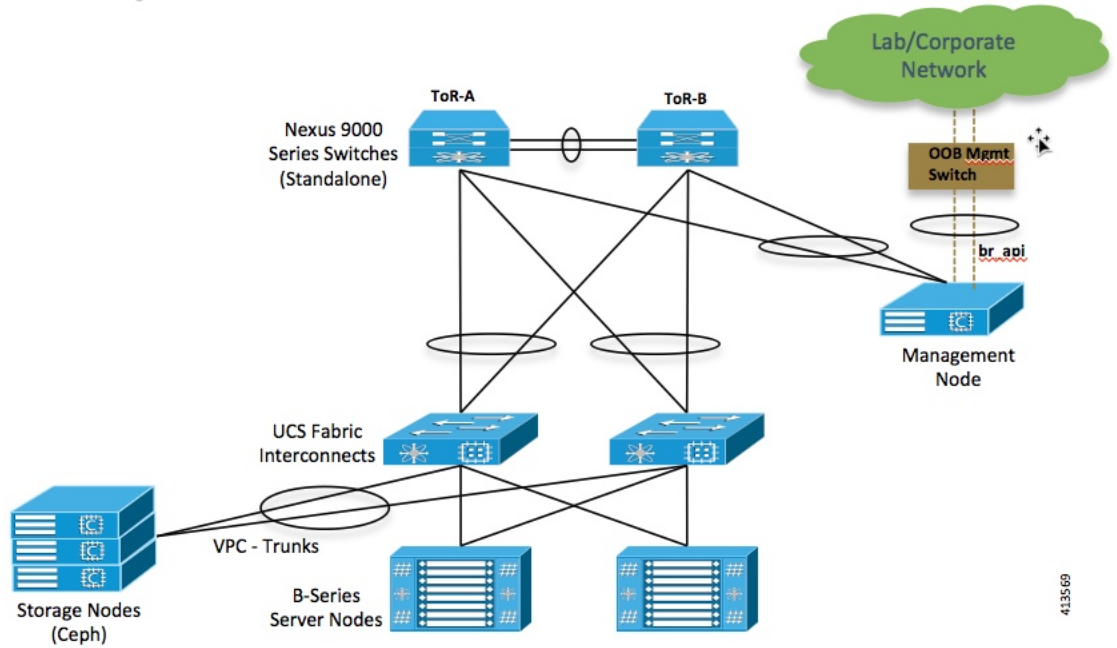 Lab/Corporate
Network
ToR-A
ToR-B
Nexus 9000
Series Switches
(Standalone)
OOB Mgmt
Switch
br_api
Management
Node
UCS Fabric
Interconnects
VPC - Trunks
Storage Nodes
(Ceph)
B-Series
Server Nodes
413569